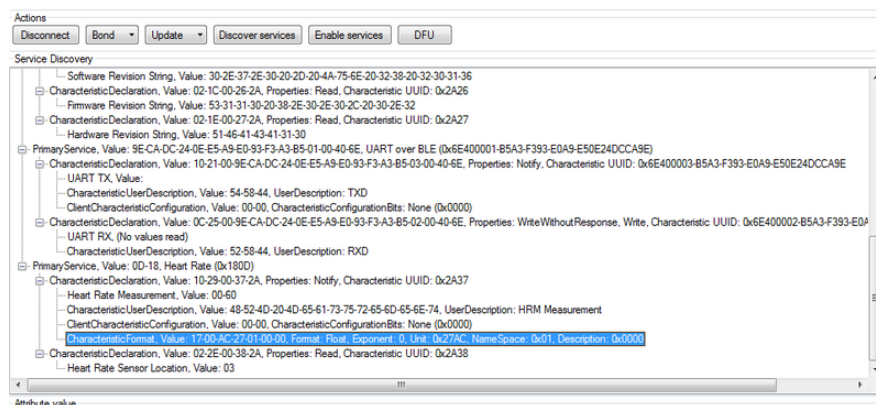 Actions
Disconnect Bond Update Discover services Enable services DFU
Service Discovery
Software Revision String, Value: 30-2E-37-2E-30-20-2D-20-4A-75-6E-20-32-38-20-32-30-31-36
CharacteristicDeclaration, Value: 02-1C-00-26-2A, Properties: Read, Characteristic UUID: 0x2A26
Firmware Revision String, Value: 53-31-31-30-20-38-2E-30-2E-30-2C-20-30-2E-32
CharacteristicDeclaration, Value: 02-1E-00-27-2A, Properties: Read, Characteristic UUID: 0x2A27
Hardware Revision String, Value: 51-46-41-43-41-31-30
PrimaryService, Value: 9E-CA-DC-24-0E-E5-A9-E0-93-F3-A3-B5-01-00-40-6E, UART over BLE (0x6E400001-B5A3-F393-E0A9-E50E24DCCA9E)
CharacteristicDeclaration, Value: 10-21-00-9E-CA-DC-24-0E-E5-A9-E0-93-F3-A3-B5-03-00-40-6E, Properties: Notify, Characteristic UUID: 0x6E400003-B5A3-F393-E0A9-E50E24DCCA9E
UART TX, Value:
CharacteristicUserDescription, Value: 54-58-44, UserDescription: TXD
ClientCharacteristicConfiguration, Value: 00-00, CharacteristicConfigurationBits: None (0x0000)
CharacteristicDeclaration, Value: 0C-25-00-9E-CA-DC-24-0E-E5-A9-E0-93-F3-A3-B5-02-00-40-6E, Properties: WriteWithoutResponse, Write, Characteristic UUID: 0x6E400002-B5A3-F393-E0A
UART RX, (No values read)
CharacteristicUserDescription, Value: 52-58-44, UserDescription: RXD
PrimaryService, Value: 0D-18, Heart Rate (0x180D)
CharacteristicDeclaration, Value: 10-29-00-37-2A, Properties: Notify, Characteristic UUID: 0x2A37
Heart Rate Measurement, Value: 00-60
CharacteristicUserDescription, Value: 48-52-4D-20-4D-65-61-73-75-72-65-6D-65-6E-74, UserDescription: HRM Measurement
ClientCharacteristicConfiguration, Value: 00-00, CharacteristicConfigurationBits: None (0x0000)
CharacteristicFormat, Value: 17-00-AC-27-01-00-00, Format: Float, Exponent: 0, Unit: 0x27AC, NameSpace: 0x01, Description: 0x0000
CharacteristicDeclaration, Value: 02-2E-00-38-2A, Properties: Read, Characteristic UUID: 0x2A38
Heart Rate Sensor Location, Value: 03
Attribute value